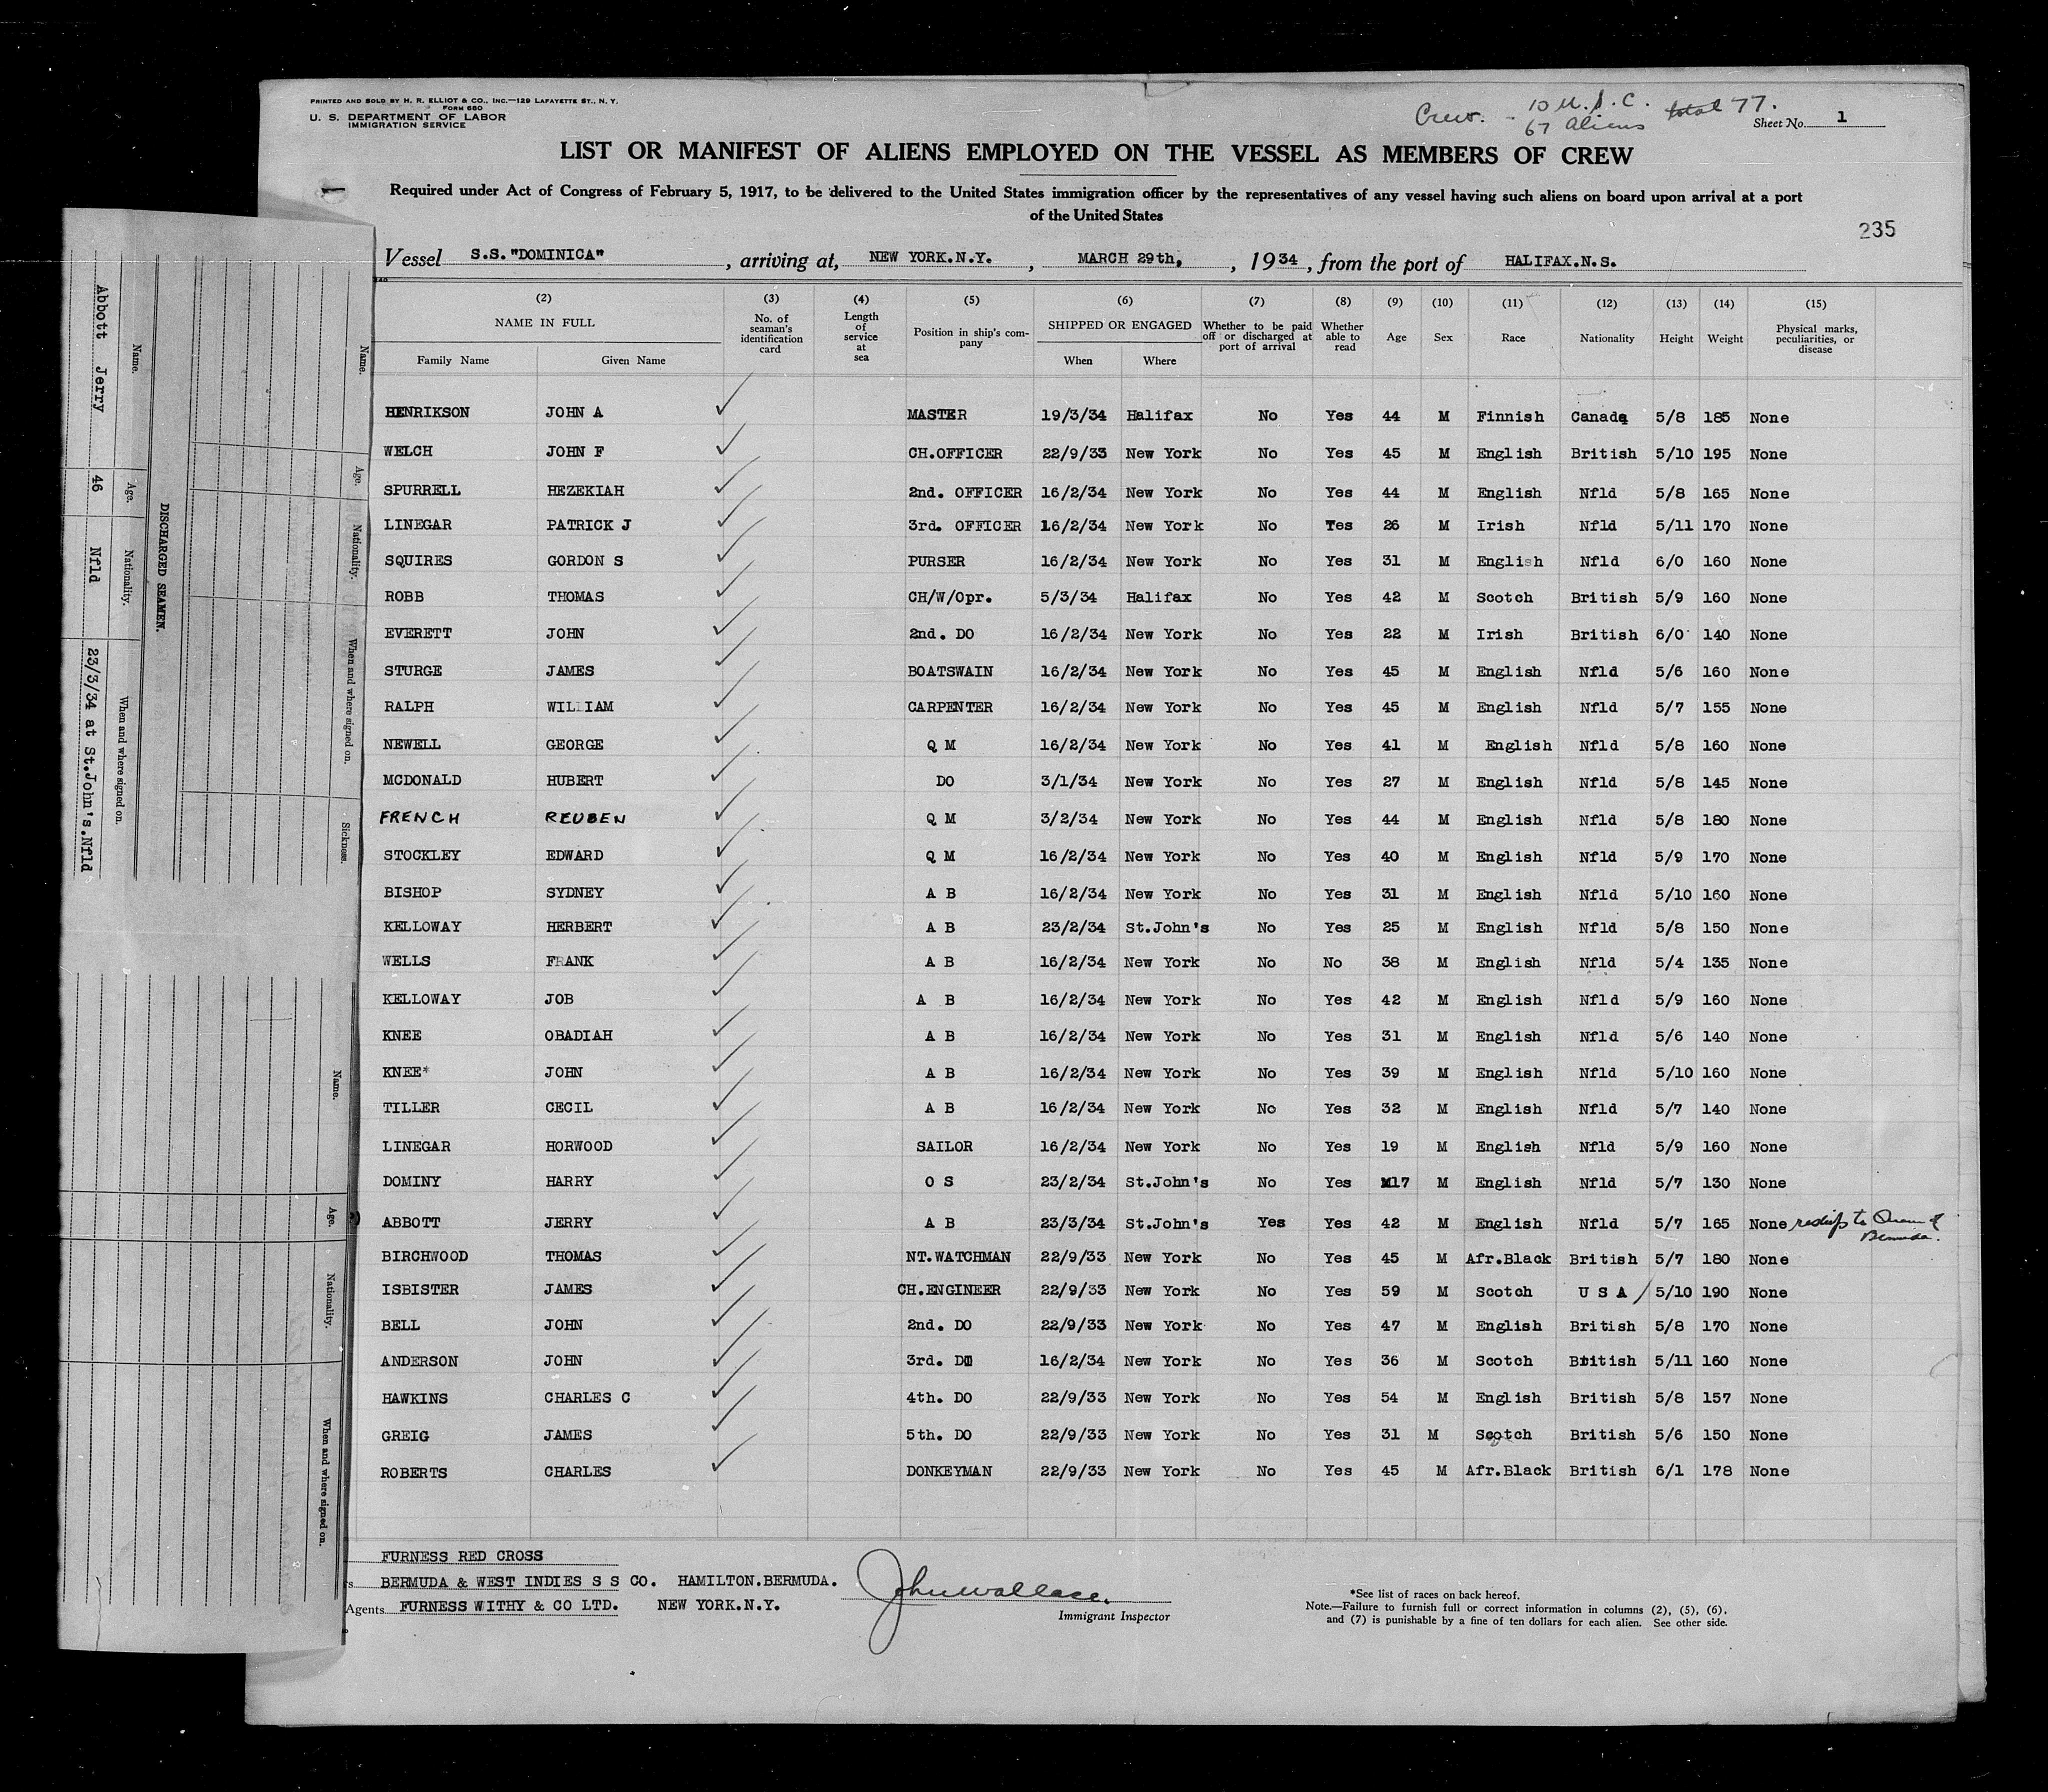 PRINTED AND SOLD BY H. R. ELLIOT & CO., INC.—129 LAFAYETTE ST., N. Y.
FORM 680
U. S. DEPARTMENT OF LABOR
IMMIGRATION SERVICE
Crew. - 10 U.S.C. total 77.
67 aliens
Sheet No. 1
LIST OR MANIFEST OF ALIENS EMPLOYED ON THE VESSEL AS MEMBERS OF CREW
Required under Act of Congress of February 5, 1917, to be delivered to the United States immigration officer by the representatives of any vessel having such aliens on board upon arrival at a port
of the United States
235
Vessel S.S."DOMINICA", arriving at, NEW YORK.N.Y., MARCH 29th,, 1934, from the port of HALIFAX.N.S.
(2) (3) (4) (5) (6) (7) (8) (9) (10) (11) (12) (13) (14) (15)
NAME IN FULL No. of seaman's identification card Length of service at sea Position in ship's company SHIPPED OR ENGAGED Whether to be paid off or discharged at port of arrival Whether able to read Age Sex Race Nationality Height Weight Physical marks, peculiarities, or disease
Family Name Given Name When Where
HENRIKSON JOHN A MASTER 19/3/34 Halifax No Yes 44 M Finnish Canada 5/8 185 None
WELCH JOHN F CH.OFFICER 22/9/33 New York No Yes 45 M English British 5/10 195 None
SPURRELL HEZEKIAH 2nd. OFFICER 16/2/34 New York No Yes 44 M English Nfld 5/8 165 None
LINEGAR PATRICK J 3rd. OFFICER 16/2/34 New York No Yes 26 M Irish Nfld 5/11 170 None
SQUIRES GORDON S PURSER 16/2/34 New York No Yes 31 M English Nfld 6/0 160 None
ROBB THOMAS CH/W/Opr. 5/3/34 Halifax No Yes 42 M Scotch British 5/9 160 None
EVERETT JOHN 2nd. DO 16/2/34 New York No Yes 22 M Irish British 6/0 140 None
STURGE JAMES BOATSWAIN 16/2/34 New York No Yes 45 M English Nfld 5/6 160 None
RALPH WILLIAM CARPENTER 16/2/34 New York No Yes 45 M English Nfld 5/7 155 None
NEWELL GEORGE Q M 16/2/34 New York No Yes 41 M English Nfld 5/8 160 None
MCDONALD HUBERT DO 3/1/34 New York No Yes 27 M English Nfld 5/8 145 None
FRENCH REUBEN Q M 3/2/34 New York No Yes 44 M English Nfld 5/8 180 None
STOCKLEY EDWARD Q M 16/2/34 New York No Yes 40 M English Nfld 5/9 170 None
BISHOP SYDNEY A B 16/2/34 New York No Yes 31 M English Nfld 5/10 160 None
KELLOWAY HERBERT A B 23/2/34 St.John's No Yes 25 M English Nfld 5/8 150 None
WELLS FRANK A B 16/2/34 New York No No 38 M English Nfld 5/4 135 None
KELLOWAY JOB A B 16/2/34 New York No Yes 42 M English Nfld 5/9 160 None
KNEE OBADIAH A B 16/2/34 New York No Yes 31 M English Nfld 5/6 140 None
KNEE* JOHN A B 16/2/34 New York No Yes 39 M English Nfld 5/10 160 None
TILLER CECIL A B 16/2/34 New York No Yes 32 M English Nfld 5/7 140 None
LINEGAR HORWOOD SAILOR 16/2/34 New York No Yes 19 M English Nfld 5/9 160 None
DOMINY HARRY O S 23/2/34 St.John's No Yes 17 M English Nfld 5/7 130 None
ABBOTT JERRY A B 23/3/34 St.John's Yes Yes 42 M English Nfld 5/7 165 None reships to Queen of
Bermuda.
BIRCHWOOD THOMAS NT.WATCHMAN 22/9/33 New York No Yes 45 M Afr.Black British 5/7 180 None
ISBISTER JAMES CH.ENGINEER 22/9/33 New York No Yes 59 M Scotch U S A / 5/10 190 None
BELL JOHN 2nd. DO 22/9/33 New York No Yes 47 M English British 5/8 170 None
ANDERSON JOHN 3rd. DO 16/2/34 New York No Yes 36 M Scotch British 5/11 160 None
HAWKINS CHARLES C 4th. DO 22/9/33 New York No Yes 54 M English British 5/8 157 None
GREIG JAMES 5th. DO 22/9/33 New York No Yes 31 M Scotch British 5/6 150 None
ROBERTS CHARLES DONKEYMAN 22/9/33 New York No Yes 45 M Afr.Black British 6/1 178 None
FURNESS RED CROSS
BERMUDA & WEST INDIES S S CO. HAMILTON.BERMUDA.
Agents FURNESS WITHY & CO LTD. NEW YORK.N.Y.
John Wallace.
Immigrant Inspector
*See list of races on back hereof.
Note.—Failure to furnish full or correct information in columns (2), (5), (6),
and (7) is punishable by a fine of ten dollars for each alien. See other side.
Name. Age. Nationality. When and where signed on. Sickness.
DISCHARGED SEAMEN.
Name. Age. Nationality. When and where signed on.
Abbott Jerry 46 Nfld 23/3/34 at St.John's.Nfld
Name. Age. Nationality. When and where signed on.